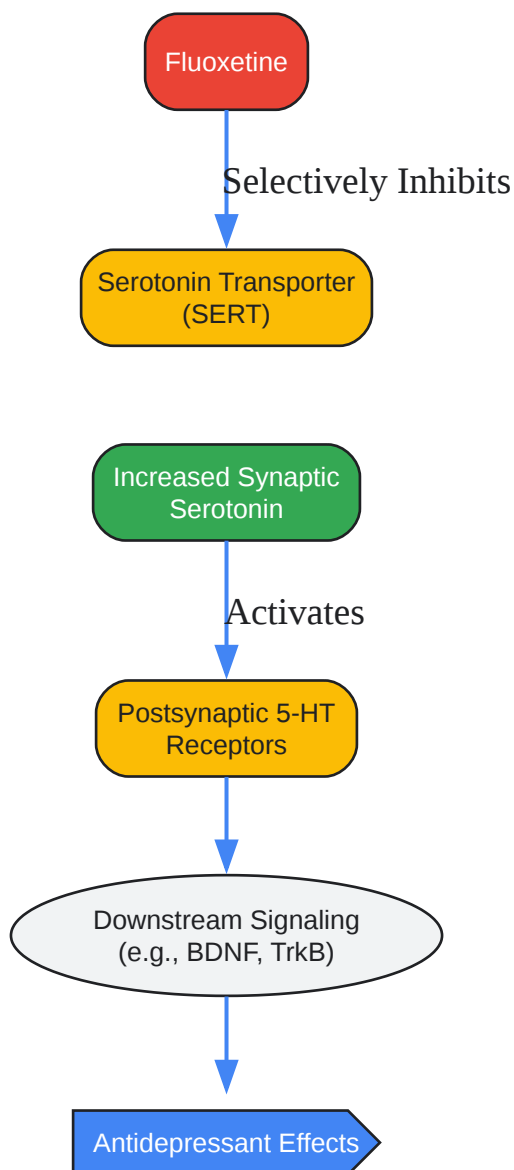 Fluoxetine
Selectively Inhibits
Serotonin Transporter
(SERT)
Increased Synaptic
Serotonin
Activates
Postsynaptic 5-HT
Receptors
Downstream Signaling
(e.g., BDNF, TrkB)
Antidepressant Effects